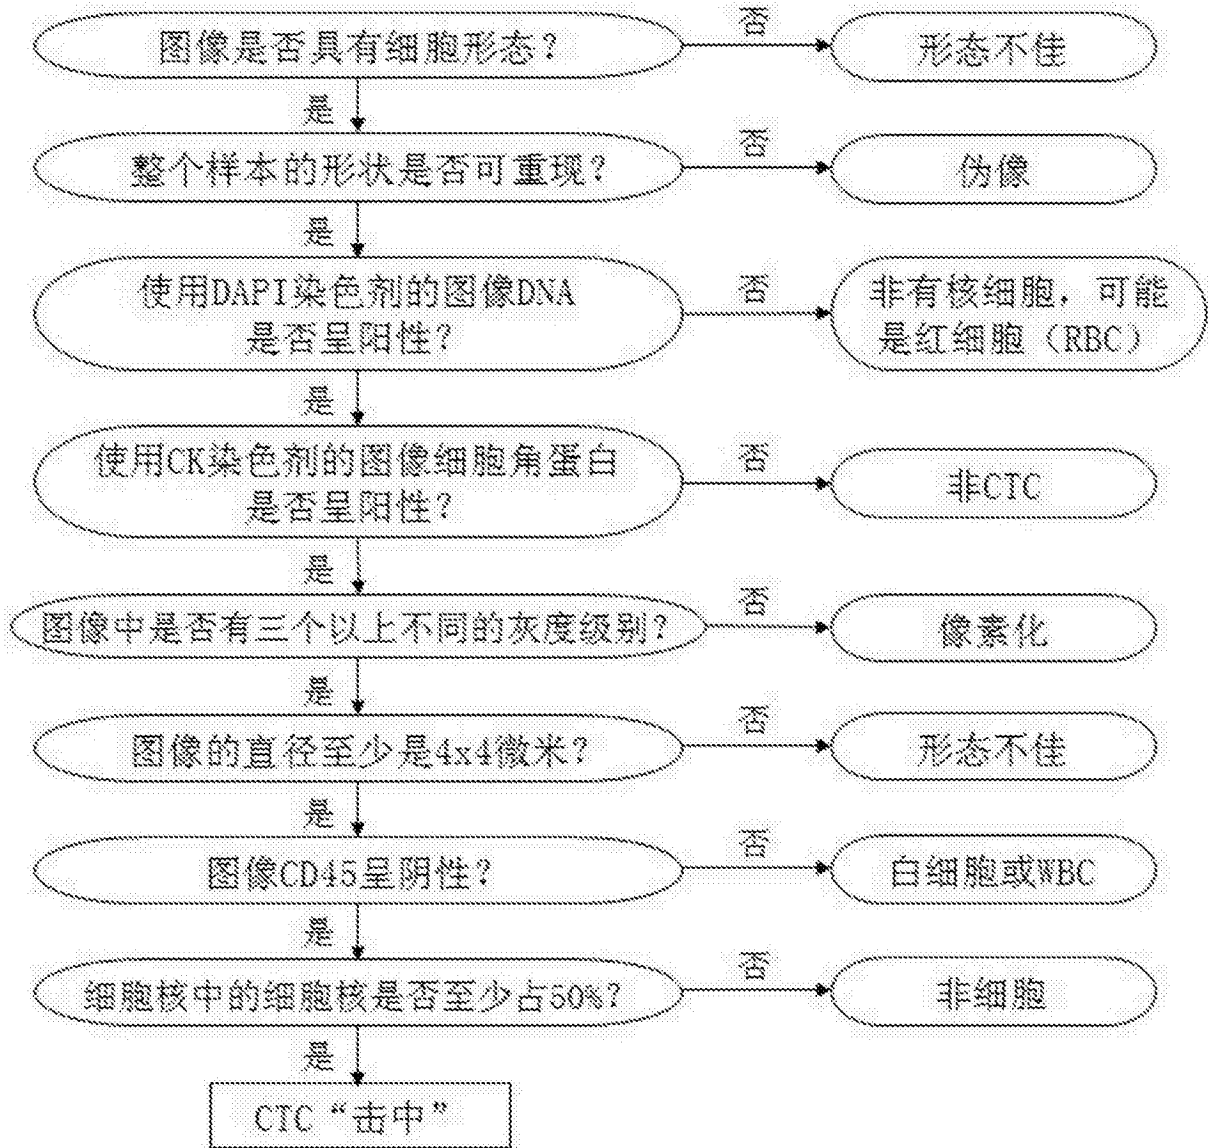 图像是否具有细胞形态？
否
形态不佳
是
整个样本的形状是否可重现？
否
伪像
是
使用DAPI染色剂的图像DNA
是否呈阳性？
否
非有核细胞，可能
是红细胞（RBC）
是
使用CK染色剂的图像细胞角蛋白
是否呈阳性？
否
非CTC
是
图像中是否有三个以上不同的灰度级别？
否
像素化
是
图像的直径至少是4x4微米？
否
形态不佳
是
图像CD45呈阴性？
否
白细胞或WBC
是
细胞核中的细胞核是否至少占50%？
否
非细胞
是
CTC“击中”